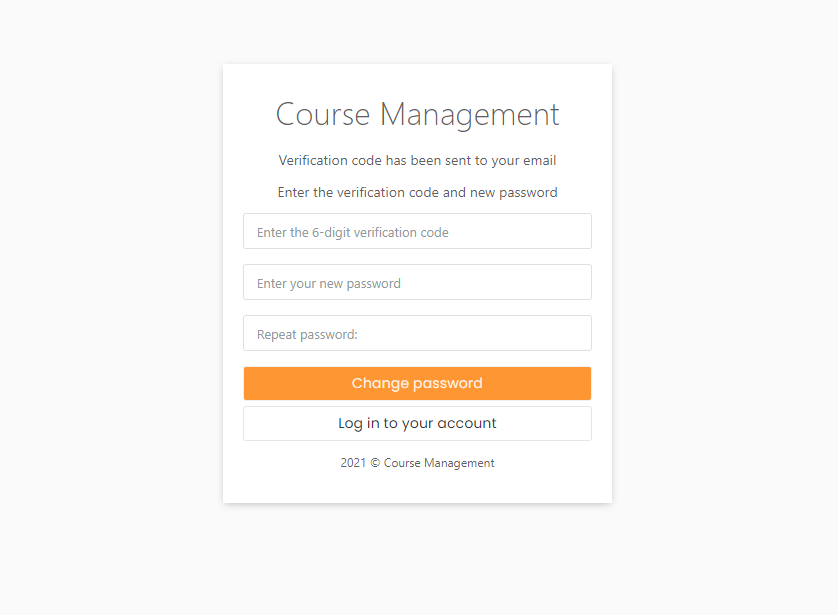 Course Management
Verification code has been sent to your email
Enter the verification code and new password
Enter the 6-digit verification code
Enter your new password
Repeat password:
Change password
Log in to your account
2021 © Course Management